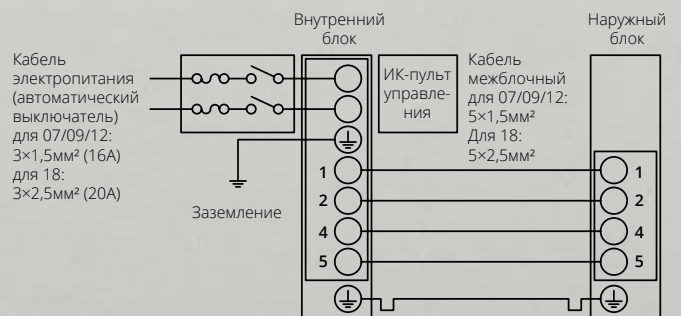 Внутренний
блок
Наружный
блок
Кабель
электропитания
(автоматический
выключатель)
для 07/09/12:
3×1,5мм² (16А)
для 18:
3×2,5мм² (20А)
ИК-пульт
управле-
ния
Кабель
межблочный
для 07/09/12:
5×1,5мм²
Для 18:
5×2,5мм²
Заземление
1
2
4
5
1
2
4
5